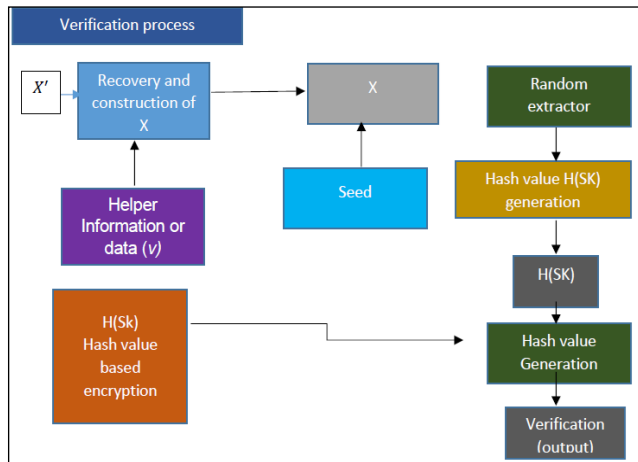 Verification process
X′
Recovery and
construction of
X
X
Random
extractor
Helper
Information or
data (v)
Seed
Hash value H(SK)
generation
H(SK)
H(Sk)
Hash value
based
encryption
Hash value
Generation
Verification
(output)